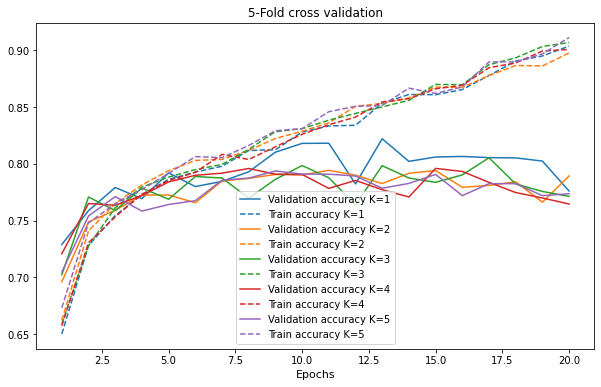 5-Fold cross validation
0.90
0.85
0.80
0.75
0.70
0.65
Validation accuracy K=1
Train accuracy K=1
Validation accuracy K=2
Train accuracy K=2
Validation accuracy K=3
Train accuracy K=3
Validation accuracy K=4
Train accuracy K=4
Validation accuracy K=5
Train accuracy K=5
2.5 5.0 7.5 10.0 12.5 15.0 17.5 20.0
Epochs